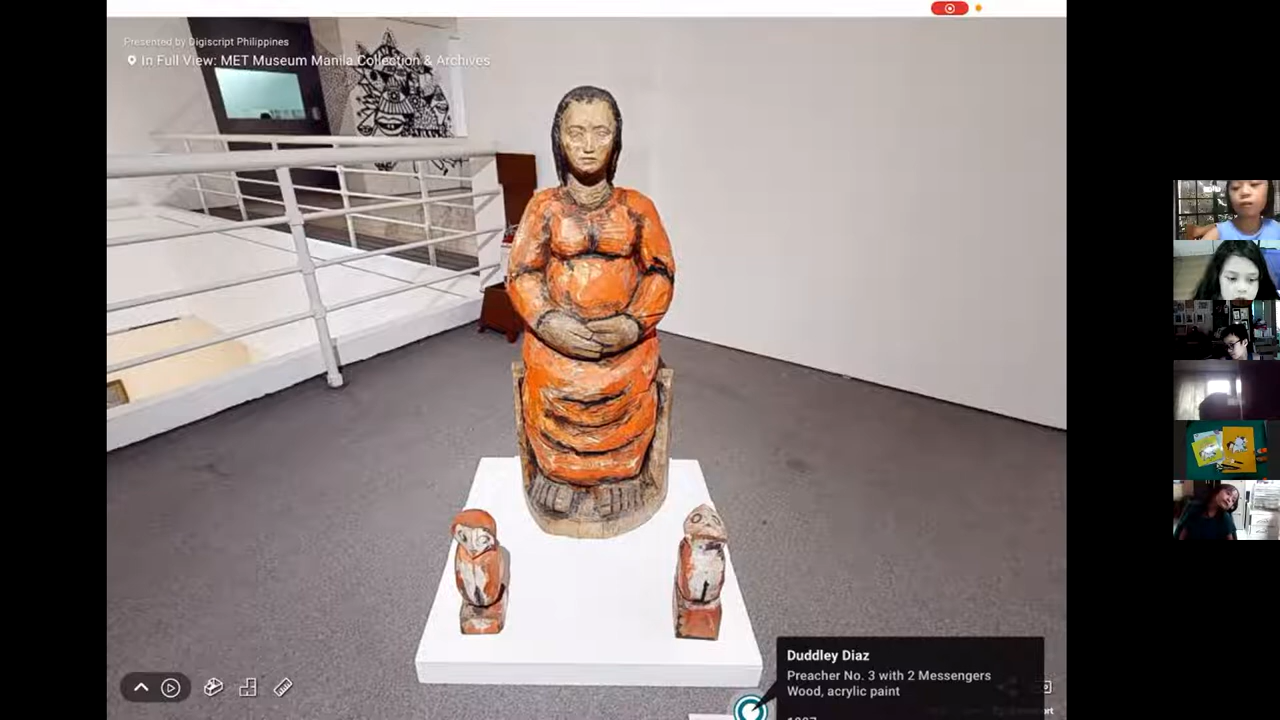 Presented by Digiscript Philippines
In Full View: MET Museum Manila Collection & Archives
Duddley Diaz
Preacher No. 3 with 2 Messengers
Wood, acrylic paint